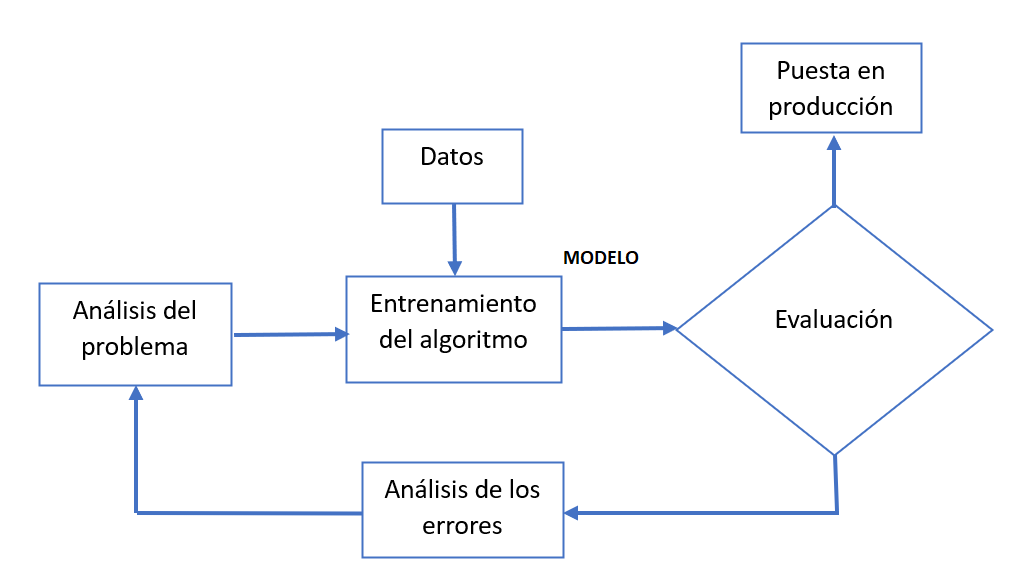 Puesta en
producción
Datos
MODELO
Análisis del
problema
Entrenamiento
del algoritmo
Evaluación
Análisis de los
errores